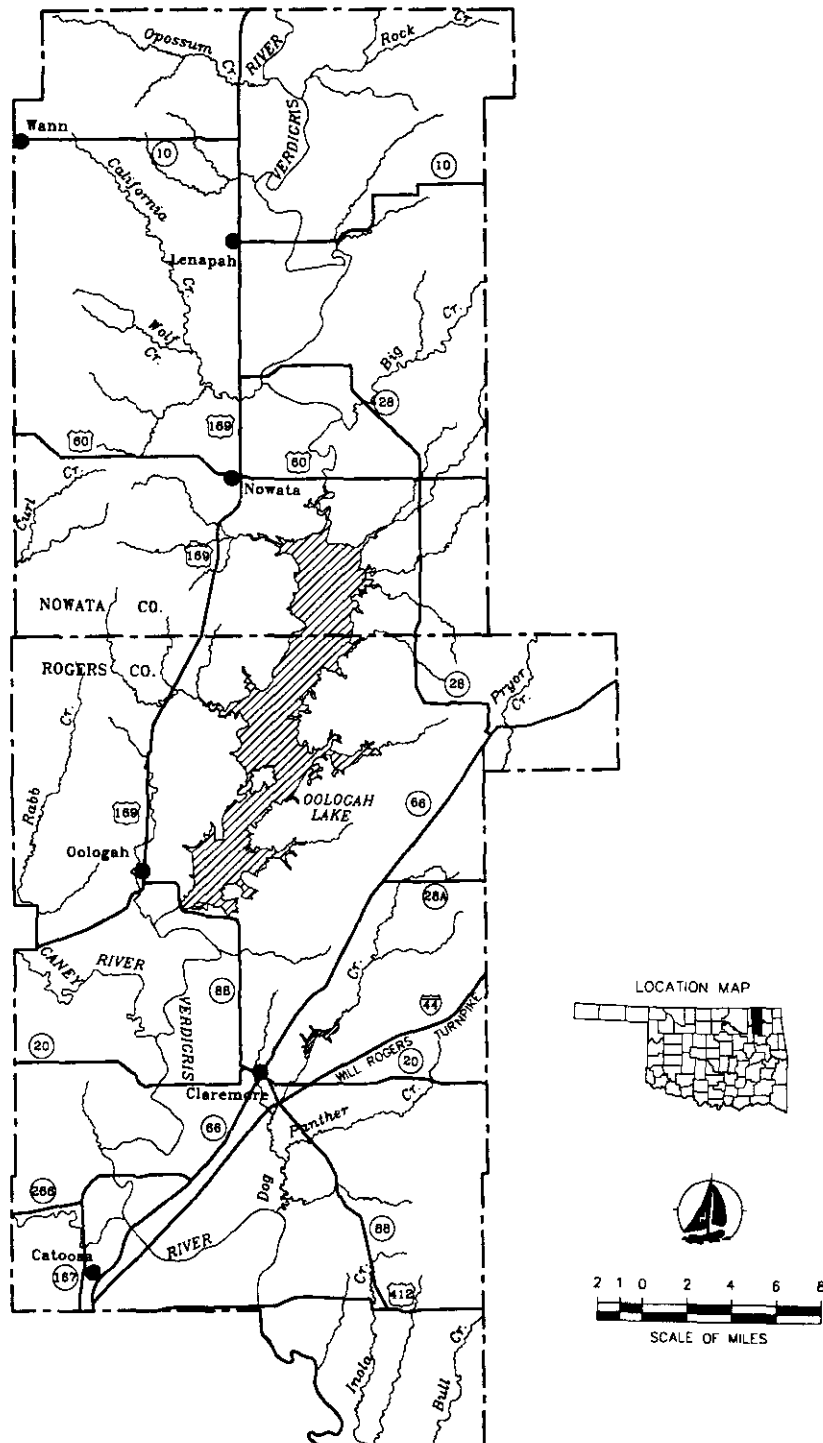 Opossum
Cr.
RIVER
Rock
Cr.
Wann
VERDIGRIS
10
10
California
Cr.
Lenapah
Wolf
Cr.
Big
Cr.
28
169
60
60
Nowata
Curl
Cr.
169
NOWATA CO.
ROGERS CO.
28
Pryor
Cr.
Rabb
Cr.
169
OOLOGAH
LAKE
66
Oologah
28A
CANEY
RIVER
VERDIGRIS
88
Cr.
44
WILL ROGERS
TURNPIKE
20
20
Claremore
66
Panther
Cr.
Dog
266
RIVER
88
Catoosa
167
Cr.
412
Inola
Bull
Cr.
LOCATION MAP
2 1 0 2 4 6 8
SCALE OF MILES